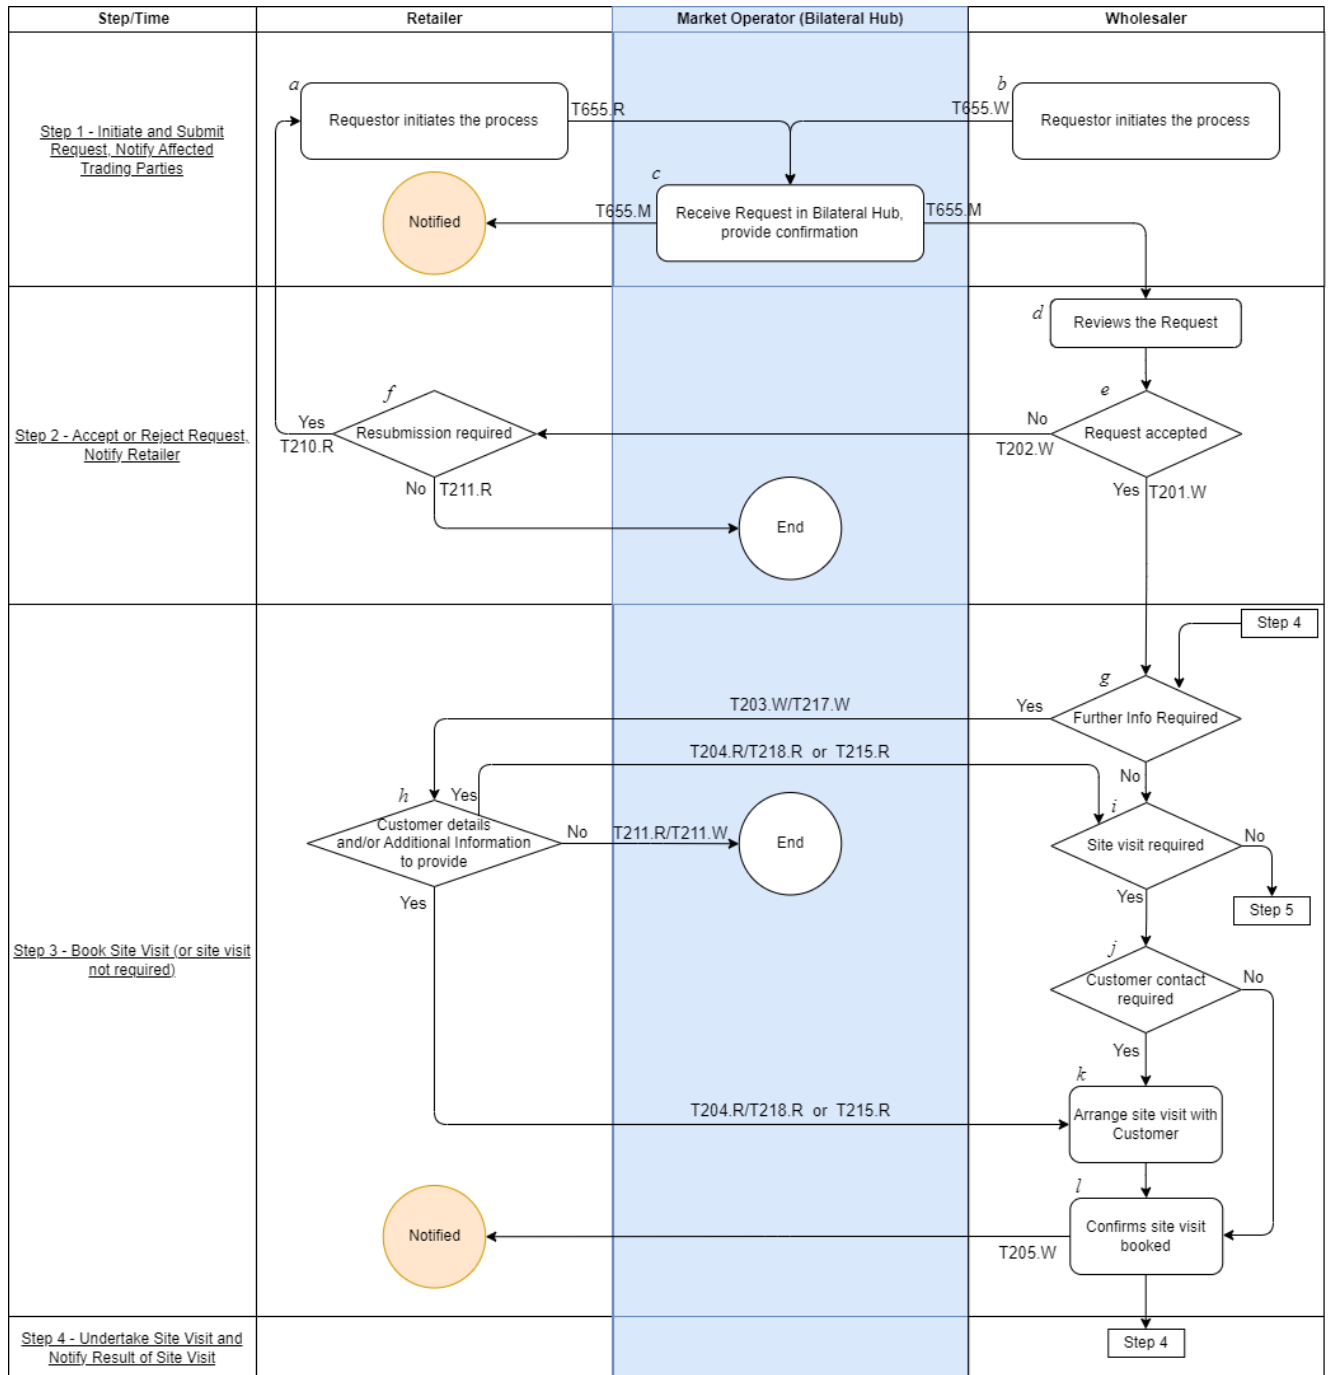 Step/Time
Retailer
Market Operator (Bilateral Hub)
Wholesaler
Step 1 - Initiate and Submit
Request, Notify Affected
Trading Parties
a
Requestor initiates the process
T655.R
T655.W
b
Requestor initiates the process
c
Receive Request in Bilateral Hub,
provide confirmation
T655.M
T655.M
Notified
Step 2 - Accept or Reject Request,
Notify Retailer
d
Reviews the Request
e
Request accepted
No
T202.W
Yes
T201.W
f
Resubmission required
Yes
T210.R
No
T211.R
End
Step 3 - Book Site Visit (or site visit
not required)
Step 4
g
Further Info Required
Yes
T203.W/T217.W
No
T204.R/T218.R or T215.R
h
Yes
Customer details
and/or Additional Information
to provide
No
T211.R/T211.W
End
Yes
i
Site visit required
No
Step 5
Yes
j
Customer contact
required
No
Yes
k
Arrange site visit with
Customer
T204.R/T218.R or T215.R
l
Confirms site visit
booked
T205.W
Notified
Step 4 - Undertake Site Visit and
Notify Result of Site Visit
Step 4